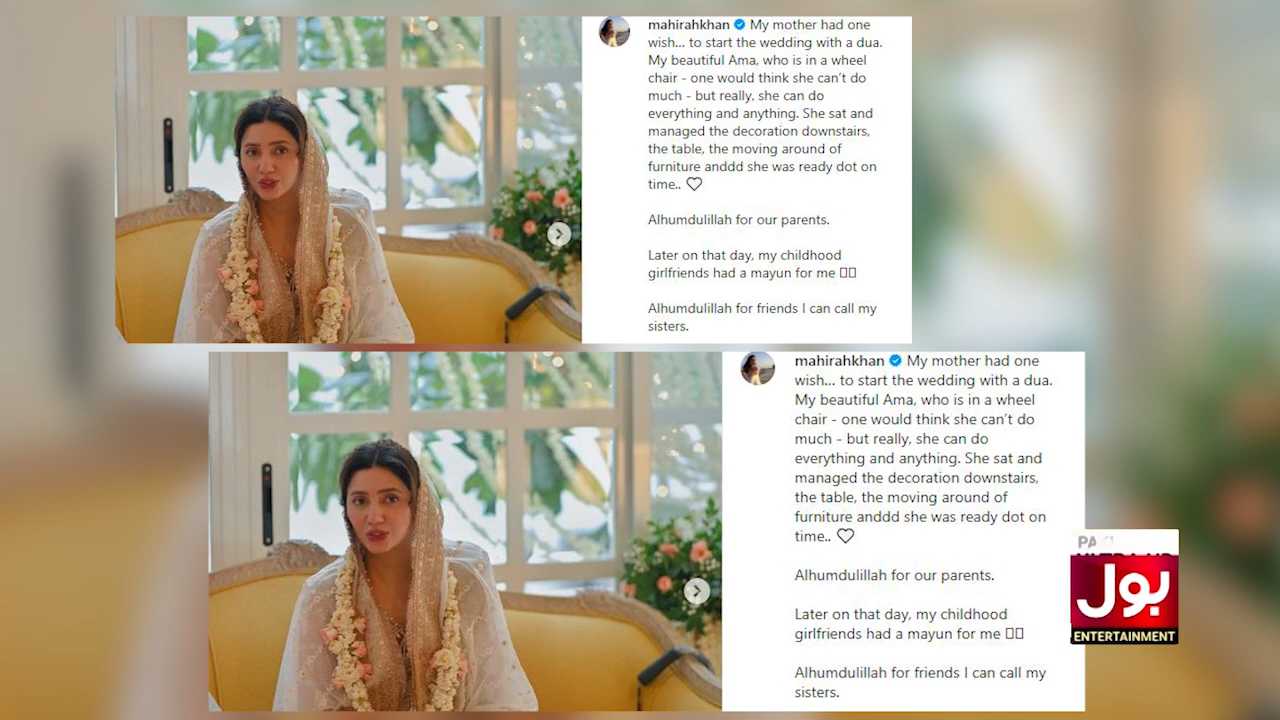 mahirahkhan My mother had one
wish... to start the wedding with a dua.
My beautiful Ama, who is in a wheel
chair - one would think she can't do
much - but really, she can do
everything and anything. She sat and
managed the decoration downstairs,
the table, the moving around of
furniture anddd she was ready dot on
time.. ♡
Alhumdulillah for our parents.
Later on that day, my childhood
girlfriends had a mayun for me ▯▯
Alhumdulillah for friends I can call my
sisters.
mahirahkhan My mother had one
wish... to start the wedding with a dua.
My beautiful Ama, who is in a wheel
chair - one would think she can't do
much - but really, she can do
everything and anything. She sat and
managed the decoration downstairs,
the table, the moving around of
furniture anddd she was ready dot on
time.. ♡
Alhumdulillah for our parents.
Later on that day, my childhood
girlfriends had a mayun for me ▯▯
Alhumdulillah for friends I can call my
sisters.
بول
ENTERTAINMENT